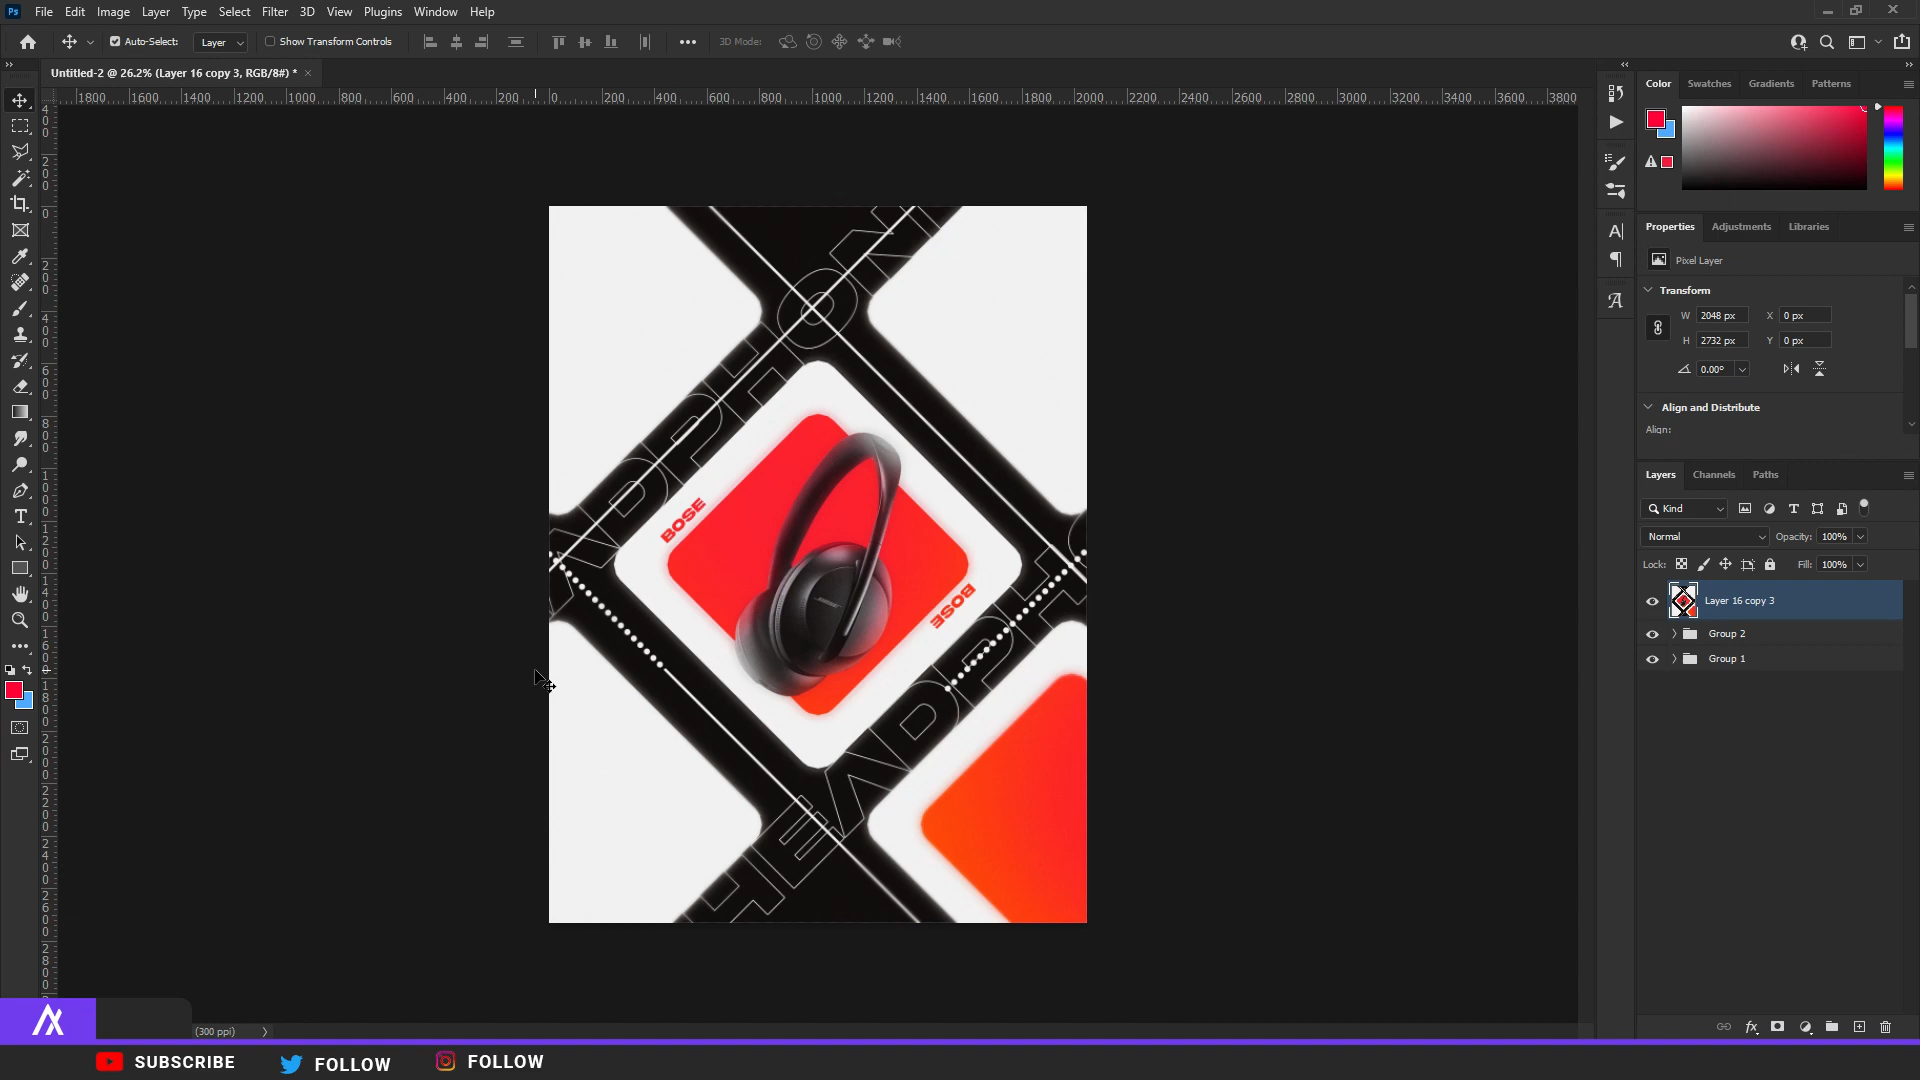 Ps File Edit Image Layer Type Select Filter 3D View Plugins Window Help
Auto-Select: Layer Show Transform Controls 3D Mode:
Untitled-2 @ 26.2% (Layer 16 copy 3, RGB/8#) * ×
1800 1600 1400 1200 1000 800 600 400 200 0 200 400 600 800 1000 1200 1400 1600 1800 2000 2200 2400 2600 2800 3000 3200 3400 3600 3800
BOSE
BOSE
HEADPH
ADPHON
Color Swatches Gradients Patterns
Properties Adjustments Libraries
Pixel Layer
Transform
W 2048 px X 0 px
H 2732 px Y 0 px
0.00°
Align and Distribute
Align:
Layers Channels Paths
Kind
Normal Opacity: 100%
Lock: Fill: 100%
Layer 16 copy 3
Group 2
Group 1
(300 ppi)
SUBSCRIBE FOLLOW FOLLOW